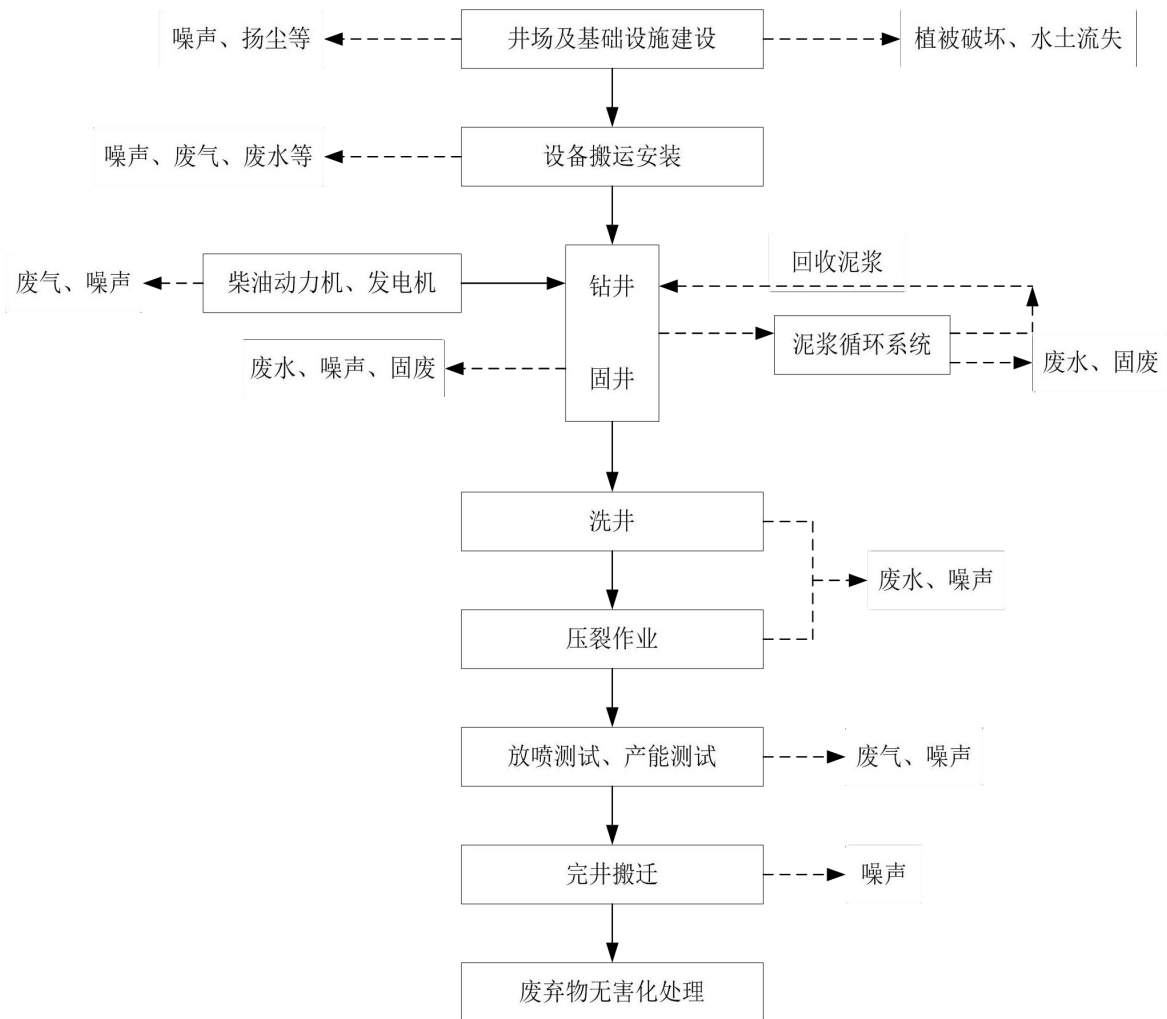 噪声、扬尘等
井场及基础设施建设
植被破坏、水土流失
噪声、废气、废水等
设备搬运安装
回收泥浆
废气、噪声
柴油动力机、发电机
钻井
泥浆循环系统
废水、固废
废水、噪声、固废
固井
洗井
废水、噪声
压裂作业
放喷测试、产能测试
废气、噪声
完井搬迁
噪声
废弃物无害化处理